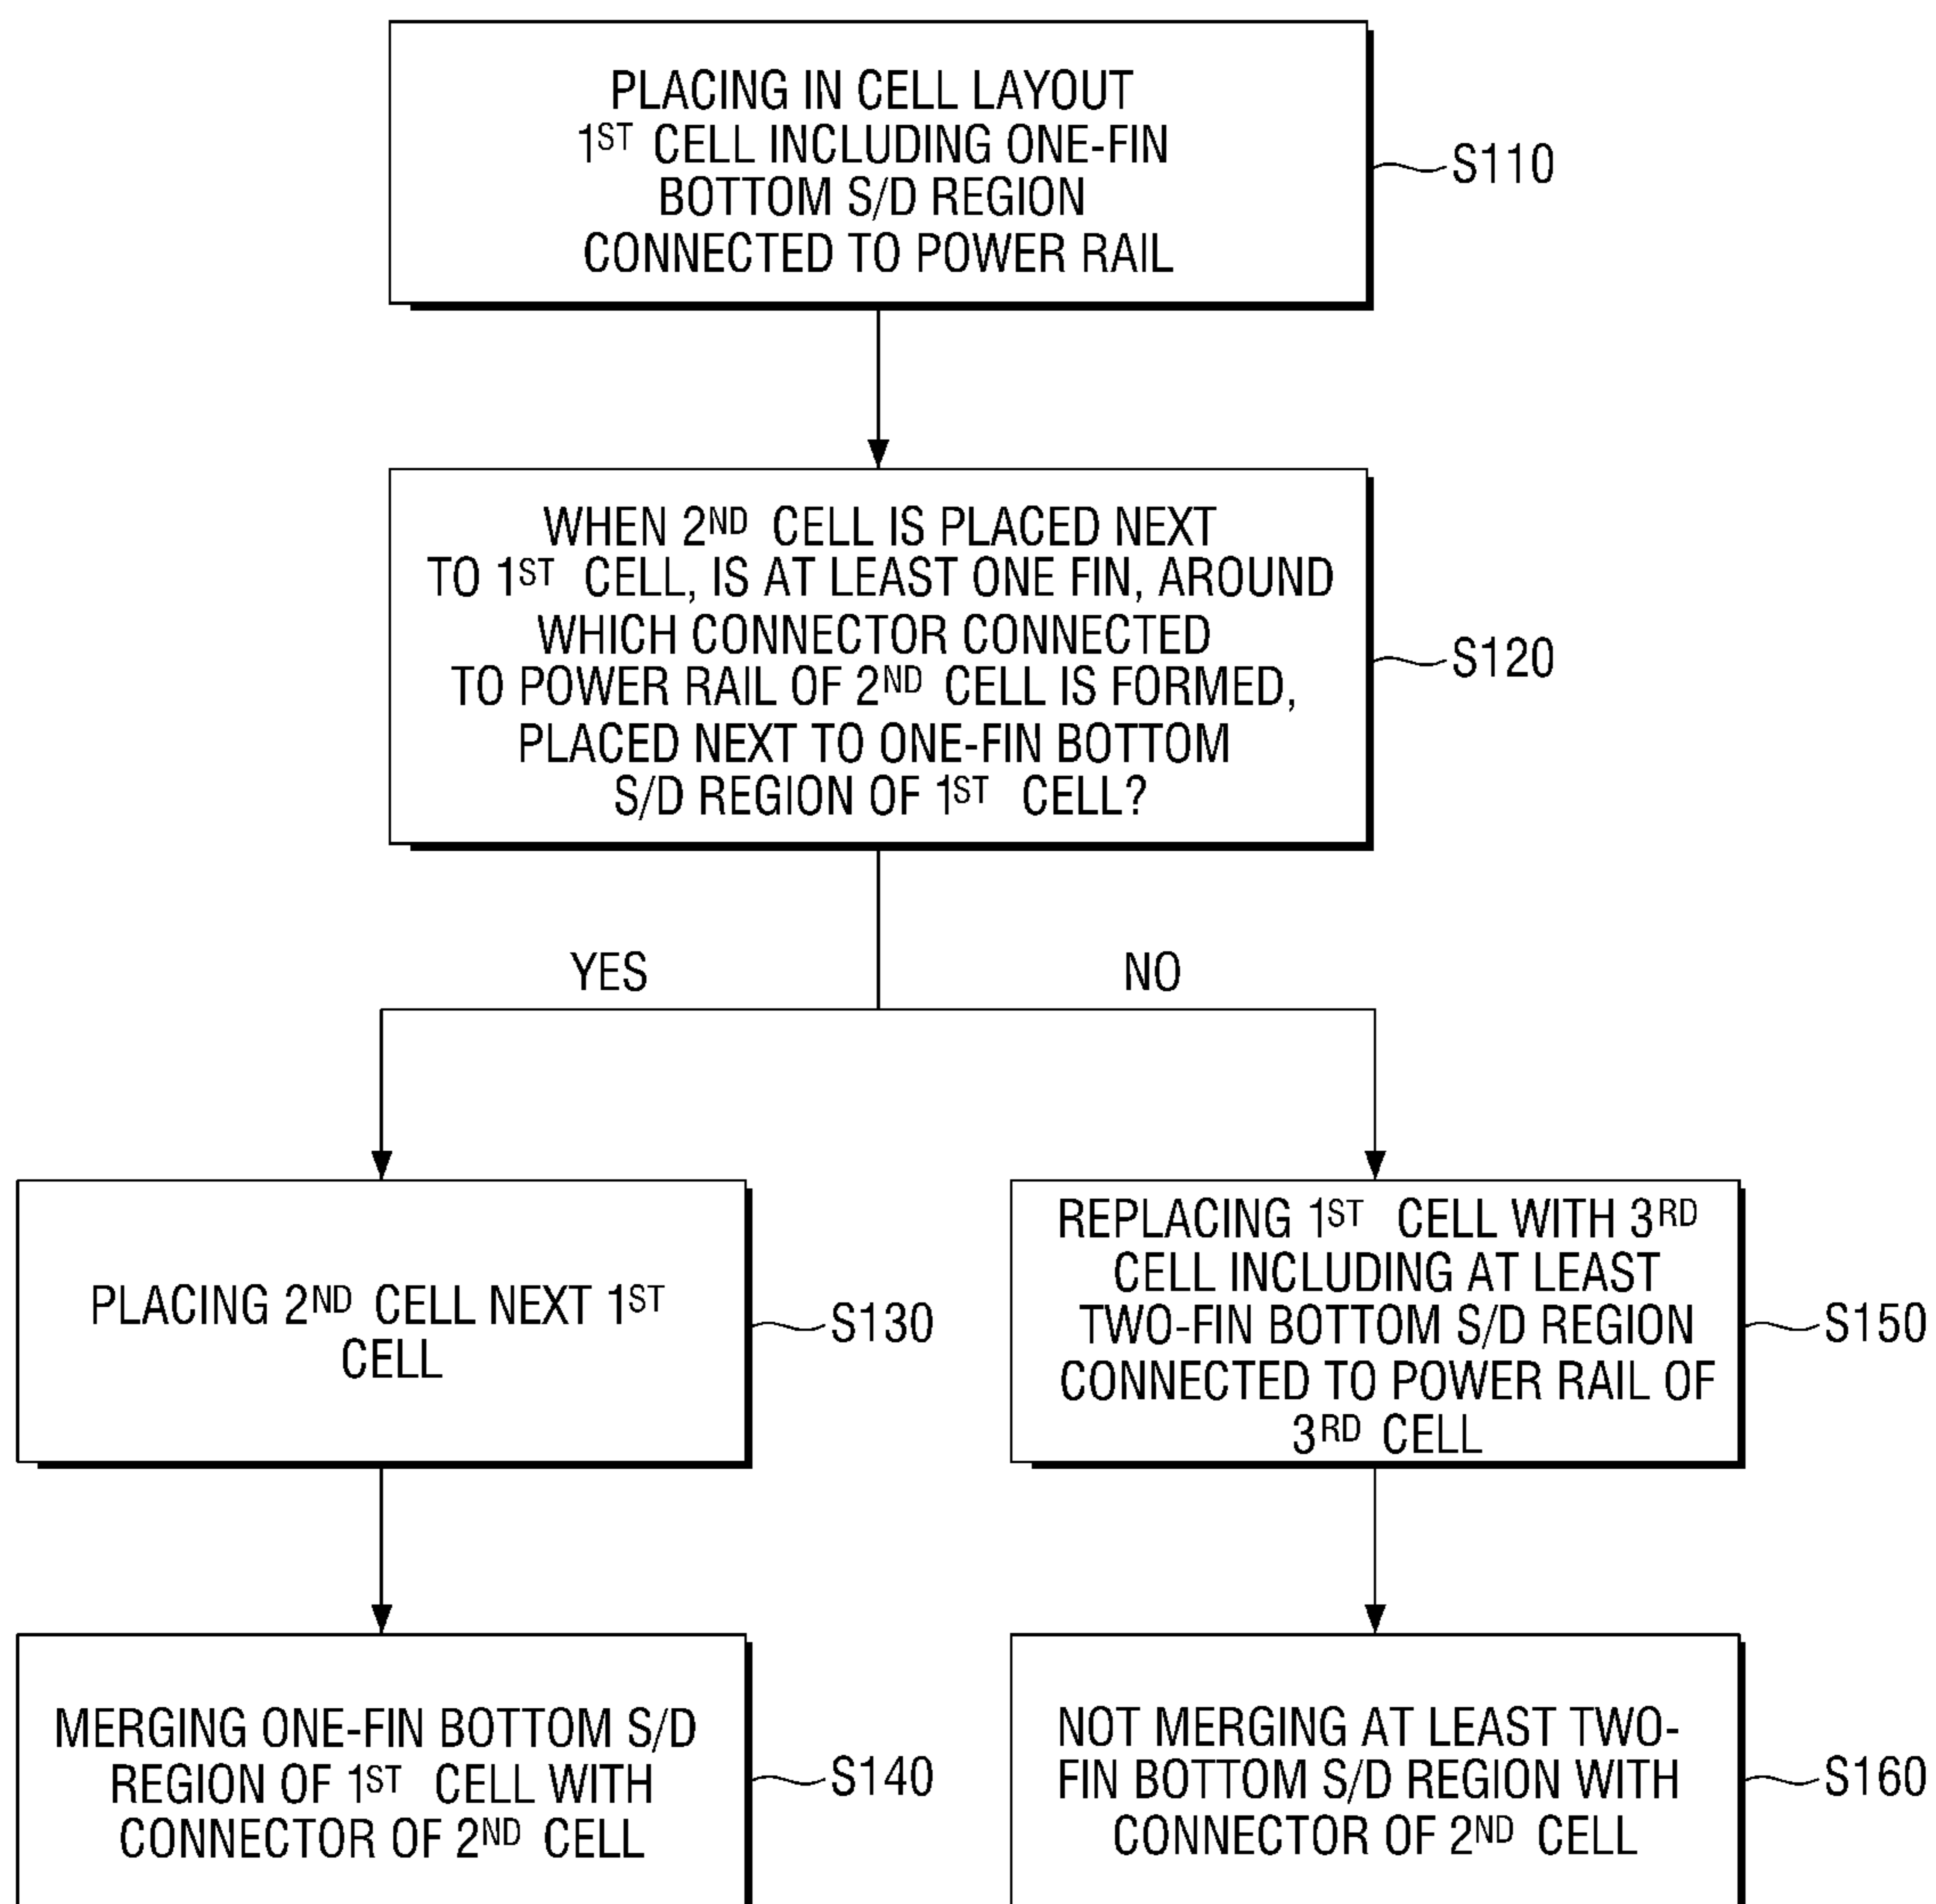 PLACING IN CELL LAYOUT
1ST CELL INCLUDING ONE-FIN
BOTTOM S/D REGION
CONNECTED TO POWER RAIL
S110
WHEN 2ND CELL IS PLACED NEXT
TO 1ST CELL, IS AT LEAST ONE FIN, AROUND
WHICH CONNECTOR CONNECTED
TO POWER RAIL OF 2ND CELL IS FORMED,
PLACED NEXT TO ONE-FIN BOTTOM
S/D REGION OF 1ST CELL?
S120
YES
NO
PLACING 2ND CELL NEXT 1ST
CELL
S130
REPLACING 1ST CELL WITH 3RD
CELL INCLUDING AT LEAST
TWO-FIN BOTTOM S/D REGION
CONNECTED TO POWER RAIL OF
3RD CELL
S150
MERGING ONE-FIN BOTTOM S/D
REGION OF 1ST CELL WITH
CONNECTOR OF 2ND CELL
S140
NOT MERGING AT LEAST TWO-
FIN BOTTOM S/D REGION WITH
CONNECTOR OF 2ND CELL
S160